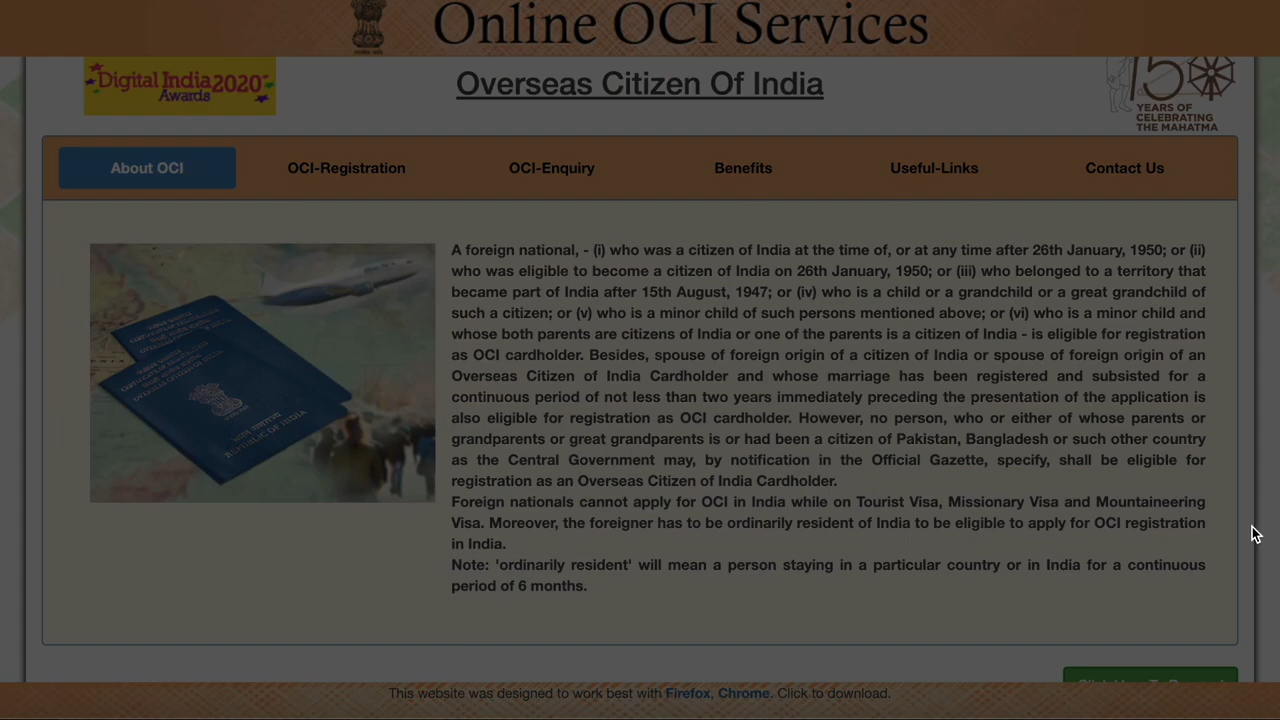 Online OCI Services
Digital India 2020
Awards
Overseas Citizen Of India
YEARS OF
CELEBRATING
THE MAHATMA
About OCI
OCI-Registration
OCI-Enquiry
Benefits
Useful-Links
Contact Us
A foreign national, - (i) who was a citizen of India at the time of, or at any time after 26th January, 1950; or (ii)
who was eligible to become a citizen of India on 26th January, 1950; or (iii) who belonged to a territory that
became part of India after 15th August, 1947; or (iv) who is a child or a grandchild or a great grandchild of
such a citizen; or (v) who is a minor child of such persons mentioned above; or (vi) who is a minor child and
whose both parents are citizens of India or one of the parents is a citizen of India - is eligible for registration
as OCI cardholder. Besides, spouse of foreign origin of a citizen of India or spouse of foreign origin of an
Overseas Citizen of India Cardholder and whose marriage has been registered and subsisted for a
continuous period of not less than two years immediately preceding the presentation of the application is
also eligible for registration as OCI cardholder. However, no person, who or either of whose parents or
grandparents or great grandparents is or had been a citizen of Pakistan, Bangladesh or such other country
as the Central Government may, by notification in the Official Gazette, specify, shall be eligible for
registration as an Overseas Citizen of India Cardholder.
Foreign nationals cannot apply for OCI in India while on Tourist Visa, Missionary Visa and Mountaineering
Visa. Moreover, the foreigner has to be ordinarily resident of India to be eligible to apply for OCI registration
in India.
Note: 'ordinarily resident' will mean a person staying in a particular country or in India for a continuous
period of 6 months.
भारत गणराज्य
REPUBLIC OF INDIA
This website was designed to work best with Firefox, Chrome. Click to download.